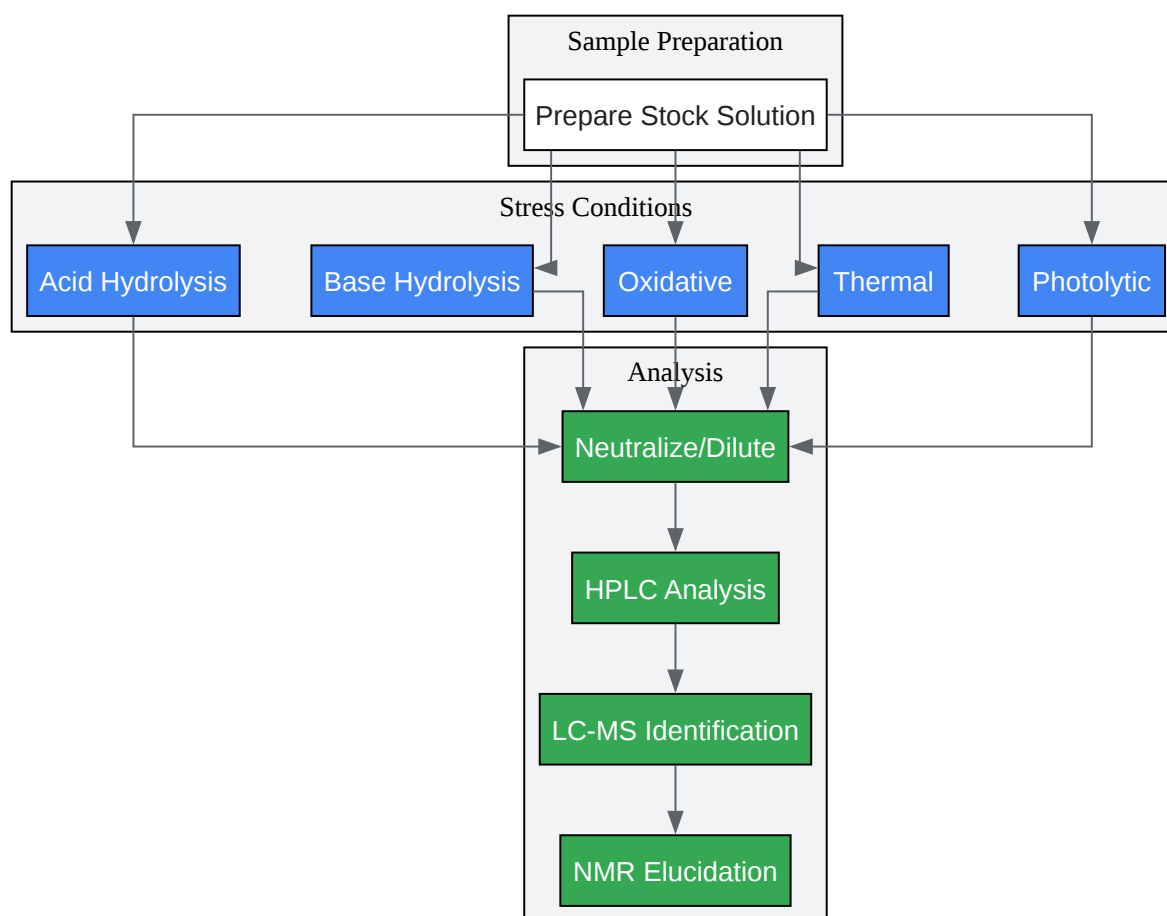 Sample Preparation
Prepare Stock Solution
Stress Conditions
Acid Hydrolysis
Base Hydrolysis
Oxidative
Thermal
Photolytic
Analysis
Neutralize/Dilute
HPLC Analysis
LC-MS Identification
NMR Elucidation